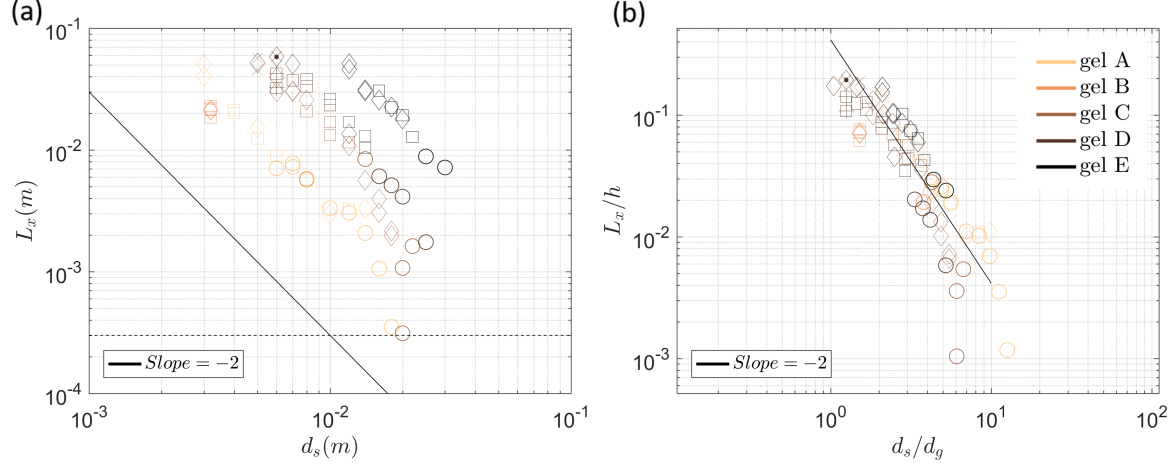 (a)
10^-1
10^-2
10^-3
10^-4
L_x(m)
Slope = −2
10^-3
10^-2
10^-1
d_s(m)
(b)
10^0
10^-1
10^-2
10^-3
L_x/h
gel A
gel B
gel C
gel D
gel E
Slope = −2
10^0
10^1
10^2
d_s/d_g